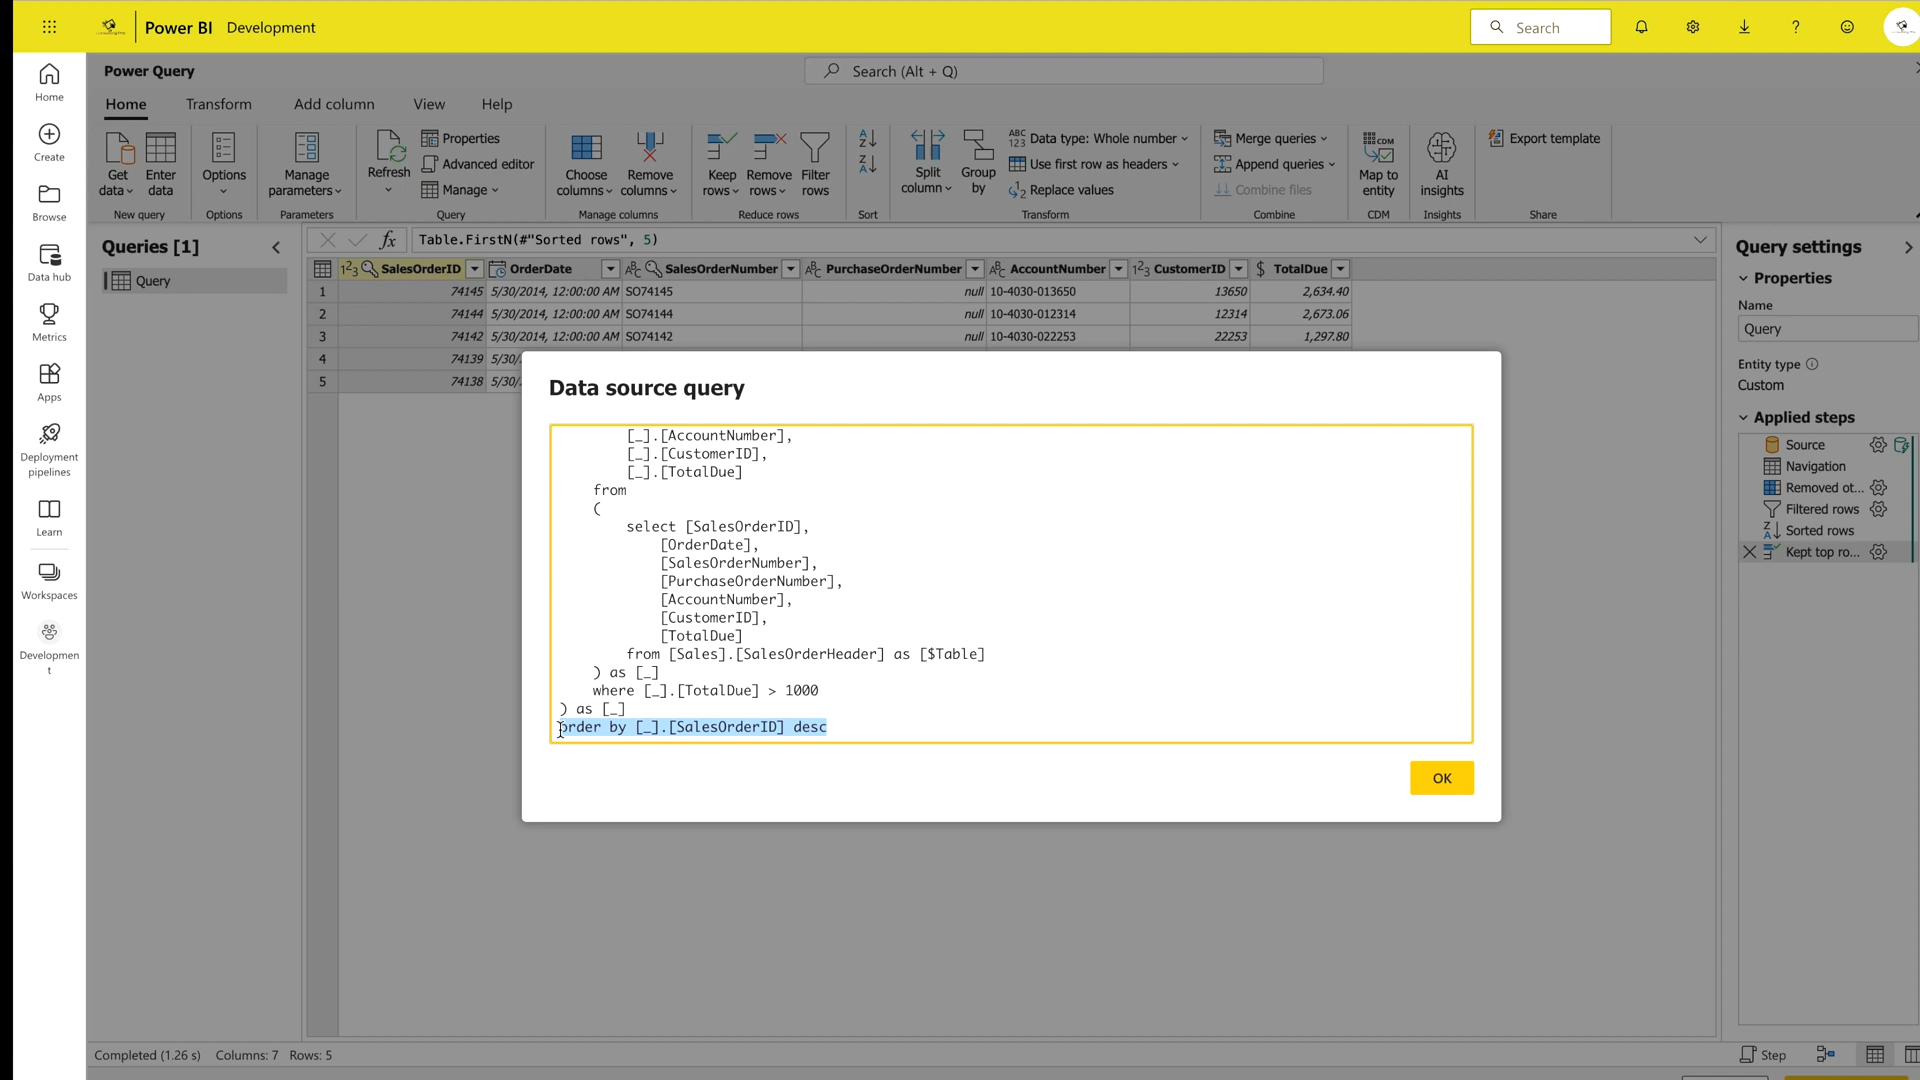 Power BI Development
Search
Home
Create
Browse
Data hub
Metrics
Apps
Deployment
pipelines
Learn
Workspaces
Developmen
t
Power Query
Search (Alt + Q)
Home Transform Add column View Help
Get
data
Enter
data
New query
Options
Options
Manage
parameters
Parameters
Refresh
Properties
Advanced editor
Manage
Query
Choose
columns
Remove
columns
Manage columns
Keep
rows
Remove
rows
Filter
rows
Reduce rows
Sort
Split
column
Group
by
Data type: Whole number
Use first row as headers
Replace values
Transform
Merge queries
Append queries
Combine files
Combine
Map to
entity
CDM
AI
insights
Insights
Export template
Share
Queries [1]
Query
fx Table.FirstN(#"Sorted rows", 5)
SalesOrderID OrderDate SalesOrderNumber PurchaseOrderNumber AccountNumber CustomerID TotalDue
1 74145 5/30/2014, 12:00:00 AM SO74145 null 10-4030-013650 13650 2,634.40
2 74144 5/30/2014, 12:00:00 AM SO74144 null 10-4030-012314 12314 2,673.06
3 74142 5/30/2014, 12:00:00 AM SO74142 null 10-4030-022253 22253 1,297.80
4 74139 5/30/
5 74138 5/30/
Data source query
[_].[AccountNumber],
[_].[CustomerID],
[_].[TotalDue]
from
(
select [SalesOrderID],
[OrderDate],
[SalesOrderNumber],
[PurchaseOrderNumber],
[AccountNumber],
[CustomerID],
[TotalDue]
from [Sales].[SalesOrderHeader] as [$Table]
) as [_]
where [_].[TotalDue] > 1000
) as [_]
order by [_].[SalesOrderID] desc
OK
Query settings
Properties
Name
Query
Entity type
Custom
Applied steps
Source
Navigation
Removed ot...
Filtered rows
Sorted rows
Kept top ro...
Completed (1.26 s) Columns: 7 Rows: 5
Step